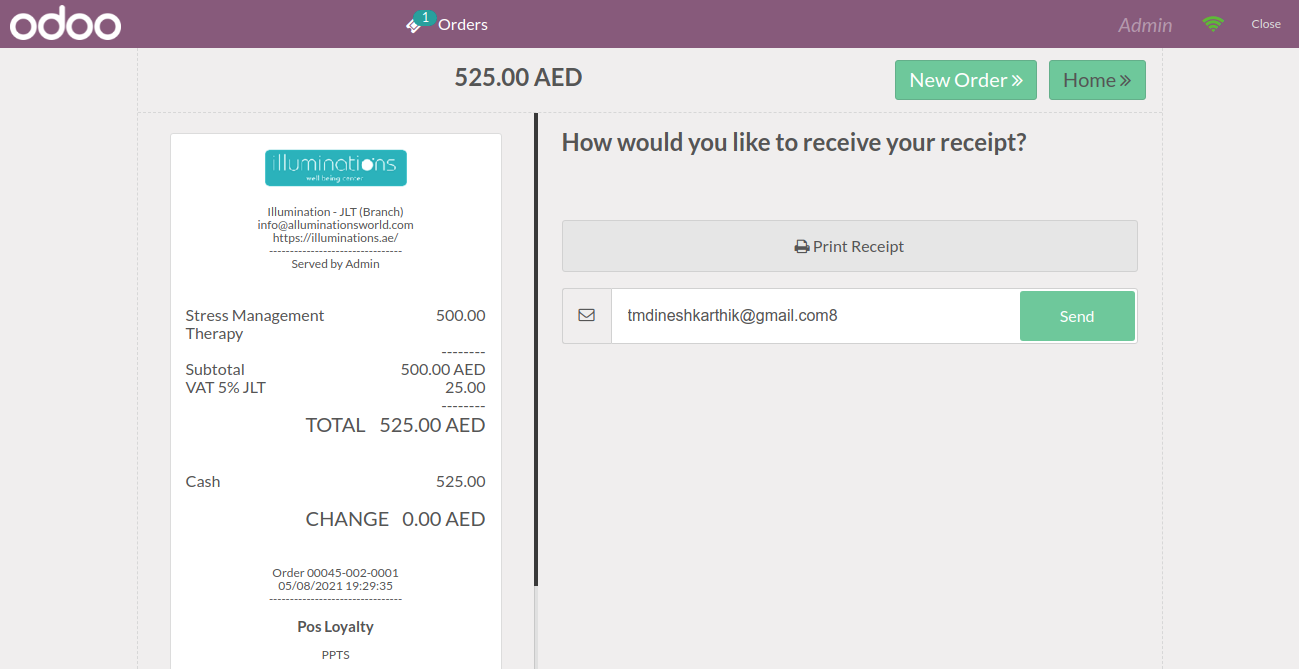 odoo
1
Orders
Admin
Close
525.00 AED
New Order »
Home »
illuminations
well being center
Illumination - JLT (Branch)
info@alluminationsworld.com
https://illuminations.ae/
--------------------------------
Served by Admin
Stress Management 500.00
Therapy
--------
Subtotal 500.00 AED
VAT 5% JLT 25.00
--------
TOTAL 525.00 AED
Cash 525.00
CHANGE 0.00 AED
Order 00045-002-0001
05/08/2021 19:29:35
--------------------------------
Pos Loyalty
PPTS
How would you like to receive your receipt?
Print Receipt
tmdineshkarthik@gmail.com8
Send